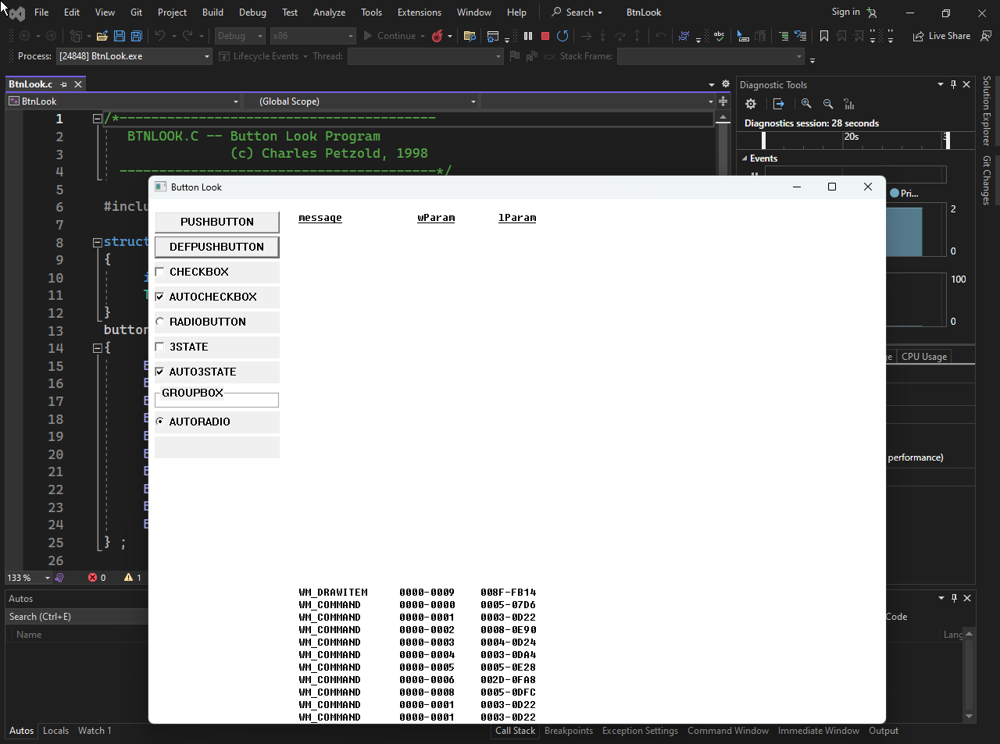 File Edit View Git Project Build Debug Test Analyze Tools Extensions Window Help Search BtnLook Sign in
Debug x86 Continue Live Share
Process: [24848] BtnLook.exe Lifecycle Events Thread: Stack Frame:
BtnLook.c
Diagnostic Tools
BtnLook (Global Scope)
Diagnostics session: 28 seconds
20s
Events
Pri...
2
0
100
0
CPU Usage
performance)
Solution Explorer
Git Changes
1 /*----------------------------------------
2 BTNLOOK.C -- Button Look Program
3 (c) Charles Petzold, 1998
4 ----------------------------------------*/
5
6 #inclu
7
8 struct
9 {
10 i
11 T
12 }
13 button
14 {
15 B
16 B
17 B
18 B
19 B
20 B
21 B
22 B
23 B
24 B
25 } ;
26
133 % 0 1
Button Look
PUSHBUTTON
DEFPUSHBUTTON
CHECKBOX
AUTOCHECKBOX
RADIOBUTTON
3STATE
AUTO3STATE
GROUPBOX
AUTORADIO
message wParam lParam
WM_DRAWITEM 0000-0009 008F-FB14
WM_COMMAND 0000-0000 0005-07D6
WM_COMMAND 0000-0001 0003-0D22
WM_COMMAND 0000-0002 0008-0E90
WM_COMMAND 0000-0003 0004-0D24
WM_COMMAND 0000-0004 0003-0DA4
WM_COMMAND 0000-0005 0005-0E28
WM_COMMAND 0000-0006 002D-0FA8
WM_COMMAND 0000-0008 0005-0DFC
WM_COMMAND 0000-0001 0003-0D22
WM_COMMAND 0000-0001 0003-0D22
Autos
Search (Ctrl+E)
Code
Name
Lang
Autos Locals Watch 1
Call Stack Breakpoints Exception Settings Command Window Immediate Window Output